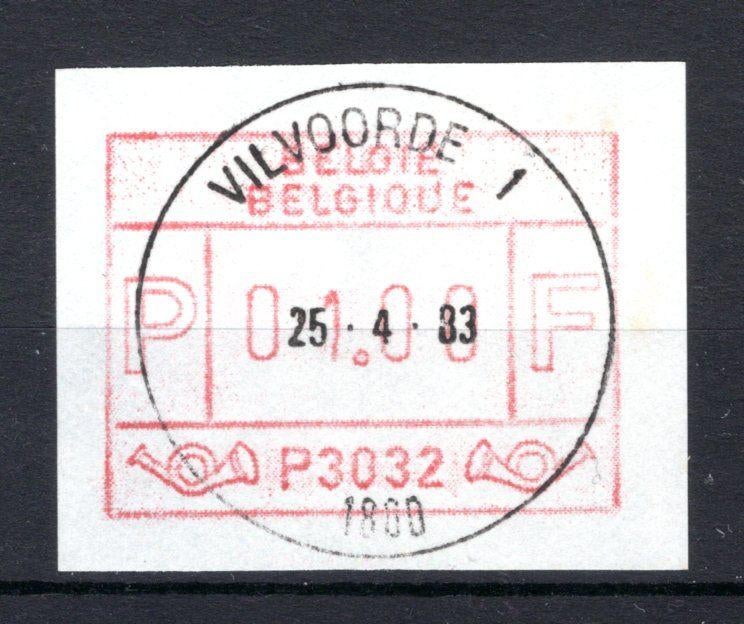 VILVOORDE 1
BELGIE
BELGIQUE
P 01.00 F
25 · 4 · 83
P3032
1800